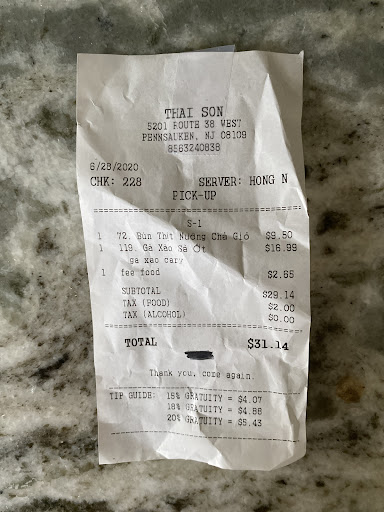 THAI SON
5201 ROUTE 38 WEST
PENNSAUKEN, NJ 08109
8563240838
6/28/2020
CHK: 228 SERVER: HONG N
PICK-UP
S-1
1 72. Bún Thịt Nướng Chả Giò $9.50
1 119. Gà Xào Sả Ớt $16.99
ga xao cary
1 fee food $2.65
SUBTOTAL $29.14
TAX (FOOD) $2.00
TAX (ALCOHOL) $0.00
TOTAL $31.14
Thank you, come again.
TIP GUIDE: 15% GRATUITY = $4.07
18% GRATUITY = $4.88
20% GRATUITY = $5.43